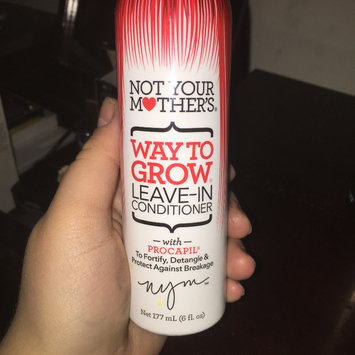 NOT YOUR
MOTHER'S
WAY TO
GROW
LEAVE-IN
CONDITIONER
with
PROCAPIL®
To Fortify, Detangle &
Protect Against Breakage
nym™
Net 177 mL (6 fl. oz)